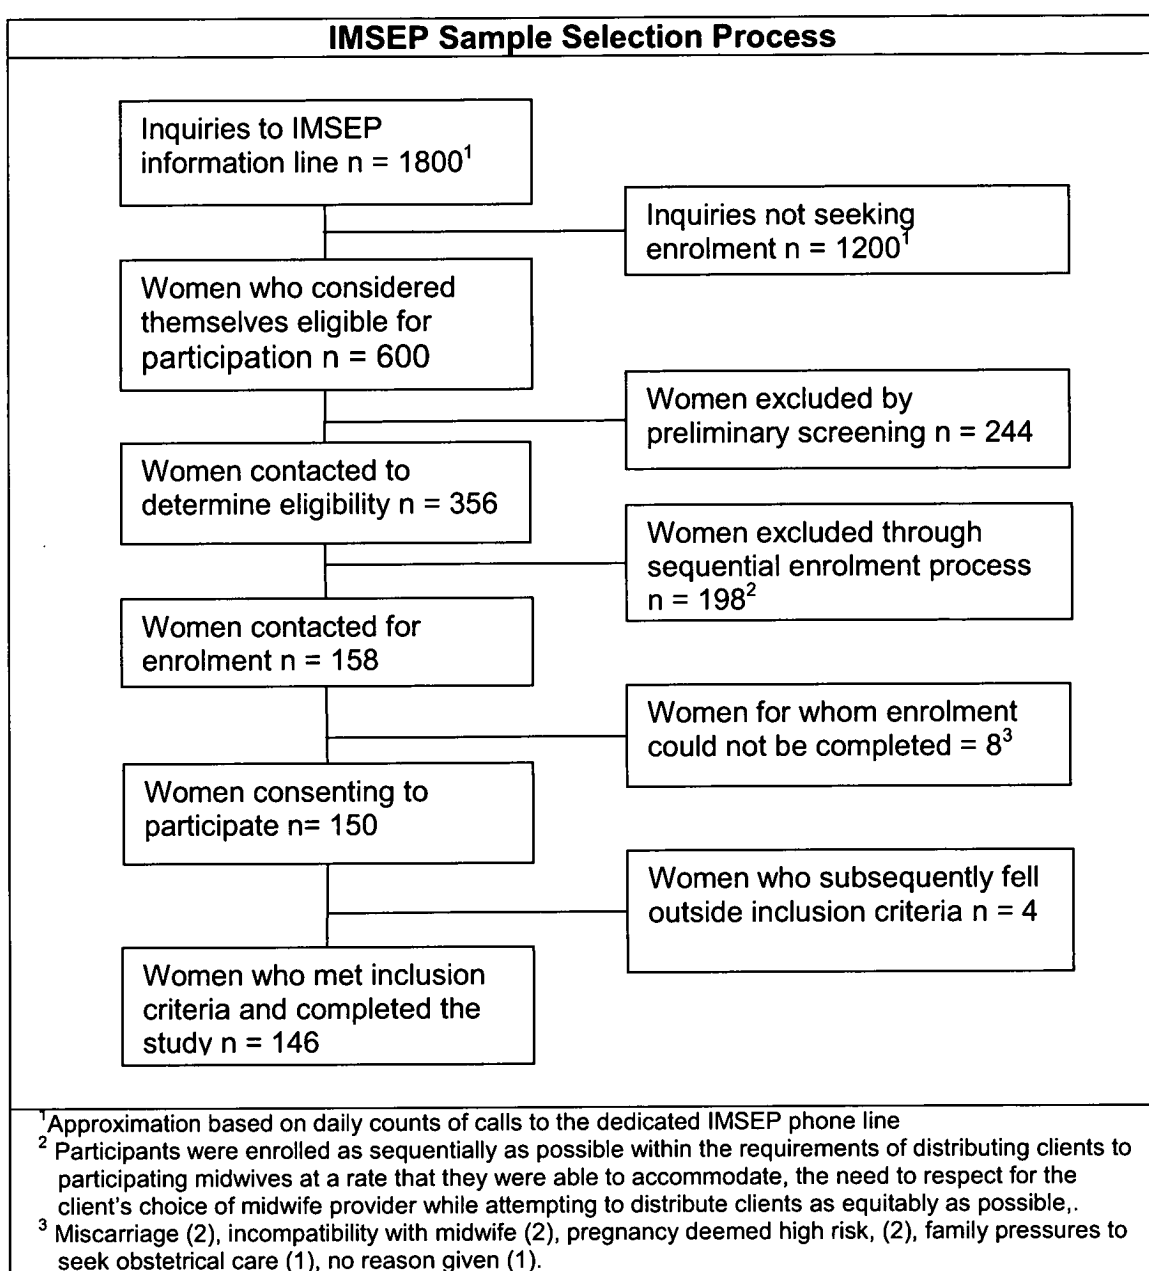 IMSEP Sample Selection Process
Inquiries to IMSEP
information line n = 1800¹
Inquiries not seeking
enrolment n = 1200¹
Women who considered
themselves eligible for
participation n = 600
Women excluded by
preliminary screening n = 244
Women contacted to
determine eligibility n = 356
Women excluded through
sequential enrolment process
n = 198²
Women contacted for
enrolment n = 158
Women for whom enrolment
could not be completed = 8³
Women consenting to
participate n= 150
Women who subsequently fell
outside inclusion criteria n = 4
Women who met inclusion
criteria and completed the
study n = 146
¹Approximation based on daily counts of calls to the dedicated IMSEP phone line
² Participants were enrolled as sequentially as possible within the requirements of distributing clients to
participating midwives at a rate that they were able to accommodate, the need to respect for the
client's choice of midwife provider while attempting to distribute clients as equitably as possible,.
³ Miscarriage (2), incompatibility with midwife (2), pregnancy deemed high risk, (2), family pressures to
seek obstetrical care (1), no reason given (1).